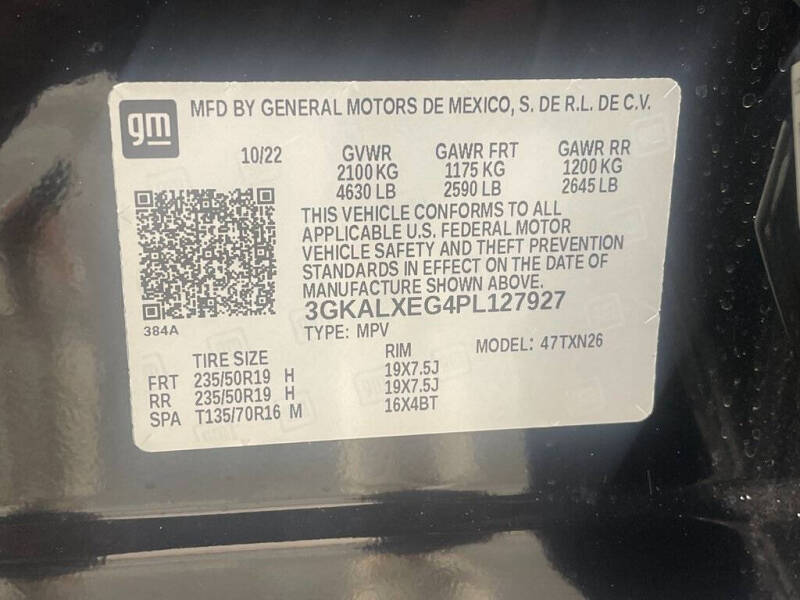 gm
MFD BY GENERAL MOTORS DE MEXICO, S. DE R.L. DE C.V.
10/22 GVWR GAWR FRT GAWR RR
2100 KG 1175 KG 1200 KG
4630 LB 2590 LB 2645 LB
THIS VEHICLE CONFORMS TO ALL
APPLICABLE U.S. FEDERAL MOTOR
VEHICLE SAFETY AND THEFT PREVENTION
STANDARDS IN EFFECT ON THE DATE OF
MANUFACTURE SHOWN ABOVE.
3GKALXEG4PL127927
384A
TYPE: MPV
MODEL: 47TXN26
TIRE SIZE RIM
FRT 235/50R19 H 19X7.5J
RR 235/50R19 H 19X7.5J
SPA T135/70R16 M 16X4BT